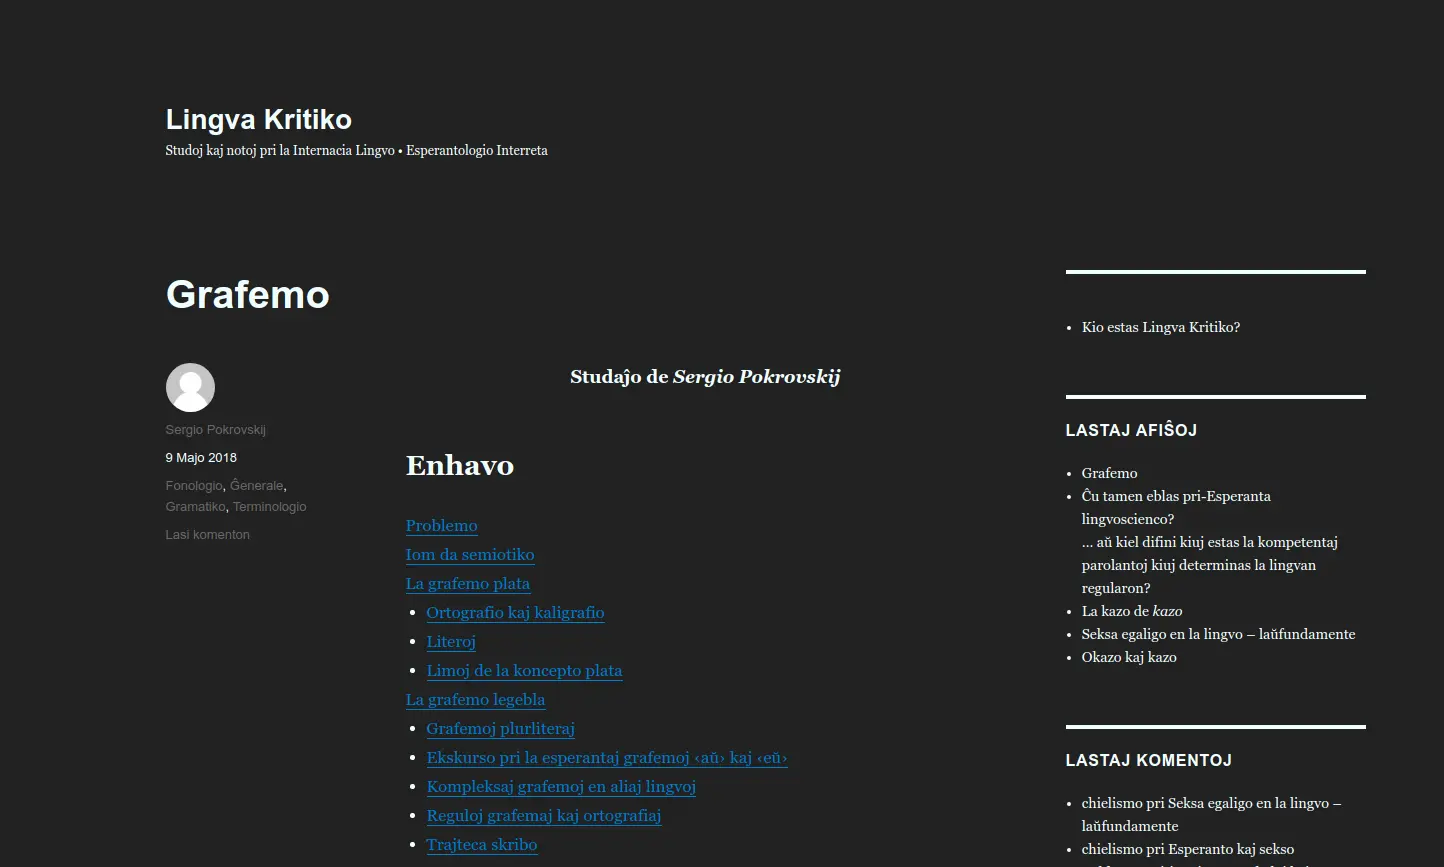 Lingva Kritiko
Studoj kaj notoj pri la Internacia Lingvo • Esperantologio Interreta
Grafemo
Sergio Pokrovskij
9 Majo 2018
Fonologio, Ĝenerale,
Gramatiko, Terminologio
Lasi komenton
Studaĵo de Sergio Pokrovskij
Enhavo
Problemo
Iom da semiotiko
La grafemo plata
• Ortografio kaj kaligrafio
• Literoj
• Limoj de la koncepto plata
La grafemo legebla
• Grafemoj plurliteraj
• Ekskurso pri la esperantaj grafemoj ‹aŭ› kaj ‹eŭ›
• Kompleksaj grafemoj en aliaj lingvoj
• Reguloj grafemaj kaj ortografiaj
• Trajteca skribo
• Kio estas Lingva Kritiko?
LASTAJ AFIŜOJ
• Grafemo
• Ĉu tamen eblas pri-Esperanta
lingvoscienco?
... aŭ kiel difini kiuj estas la kompetentaj
parolantoj kiuj determinas la lingvan
regularon?
• La kazo de kazo
• Seksa egaligo en la lingvo – laŭfundamente
• Okazo kaj kazo
LASTAJ KOMENTOJ
• chielismo pri Seksa egaligo en la lingvo –
laŭfundamente
• chielismo pri Esperanto kaj sekso